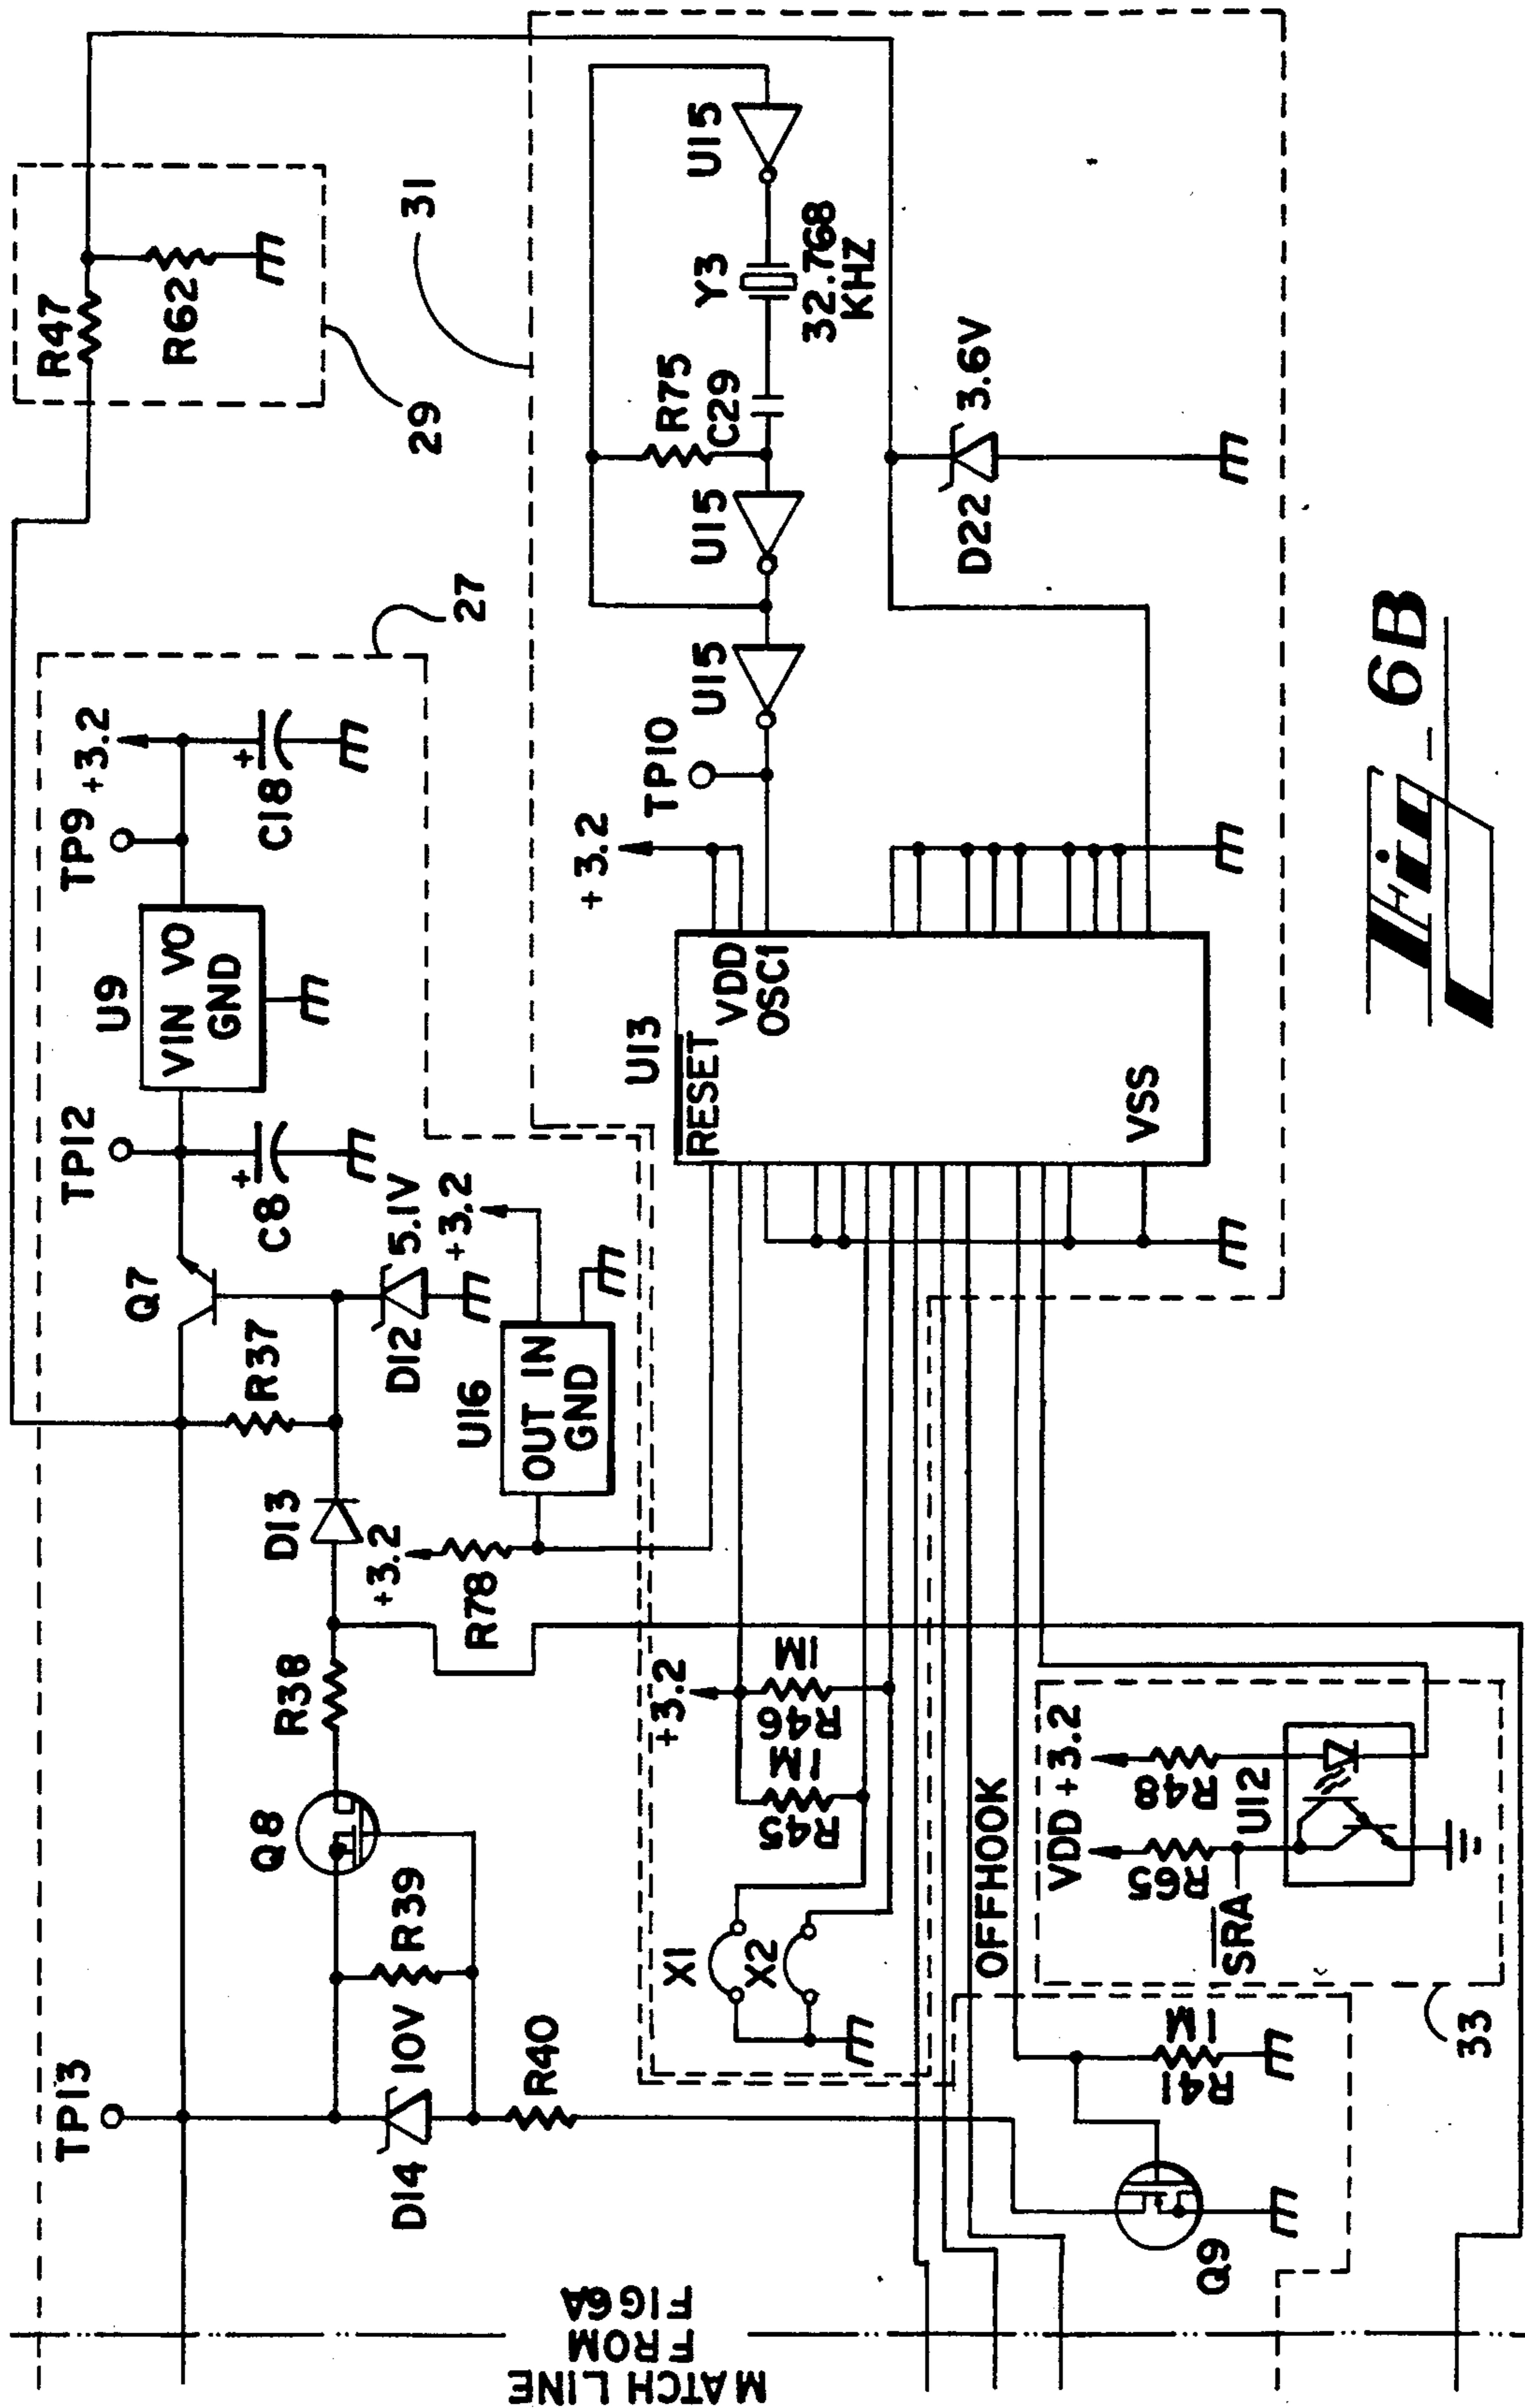 TP13
D14
10V
R39
R40
Q8
R38
D13
R37
Q7
D12
5.1V
+3.2
R78
+3.2
U16
OUT IN
GND
TP12
C8
+
U9
VIN VO
GND
TP9
+3.2
C18
+
27
R47
R62
29
31
MATCH LINE
FROM
FIG6A
X1
X2
+3.2
R45
1M
R46
1M
OFFHOOK
U13
RESET
VDD
OSC1
VSS
+3.2
TP10
U15
U15
R75
C29
Y3
32.768
KHZ
U15
D22
3.6V
Q9
R41
1M
33
VDD +3.2
R65
R48
SRA
U12
Fig. 6B